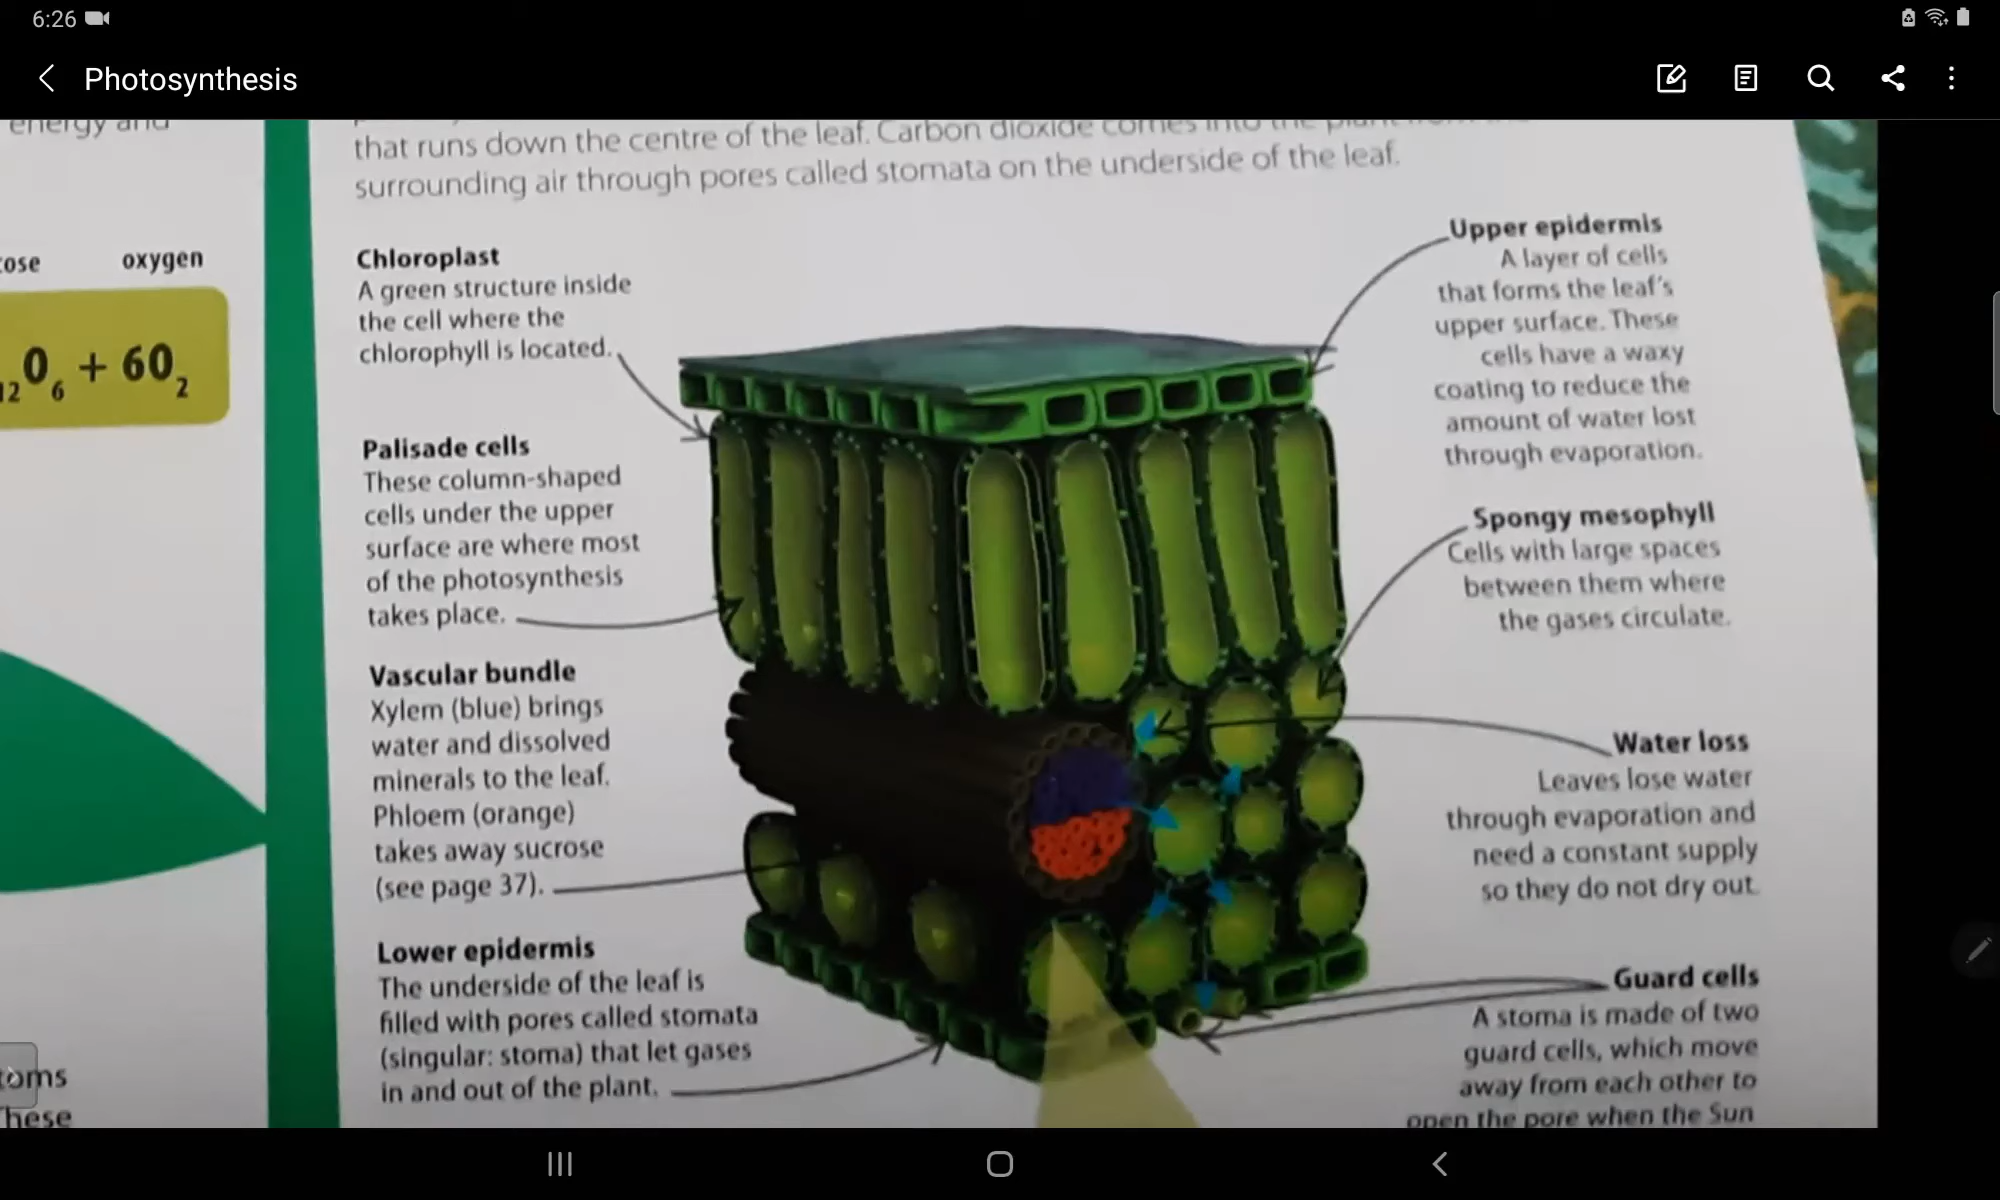 6:26
Photosynthesis
energy and
that runs down the centre of the leaf. Carbon dioxide comes into the plant from
surrounding air through pores called stomata on the underside of the leaf.
oxygen
12O6 + 6O2
Chloroplast
A green structure inside
the cell where the
chlorophyll is located.
Palisade cells
These column-shaped
cells under the upper
surface are where most
of the photosynthesis
takes place.
Vascular bundle
Xylem (blue) brings
water and dissolved
minerals to the leaf.
Phloem (orange)
takes away sucrose
(see page 37).
Lower epidermis
The underside of the leaf is
filled with pores called stomata
(singular: stoma) that let gases
in and out of the plant.
Upper epidermis
A layer of cells
that forms the leaf's
upper surface. These
cells have a waxy
coating to reduce the
amount of water lost
through evaporation.
Spongy mesophyll
Cells with large spaces
between them where
the gases circulate.
Water loss
Leaves lose water
through evaporation and
need a constant supply
so they do not dry out.
Guard cells
A stoma is made of two
guard cells, which move
away from each other to
open the pore when the Sun